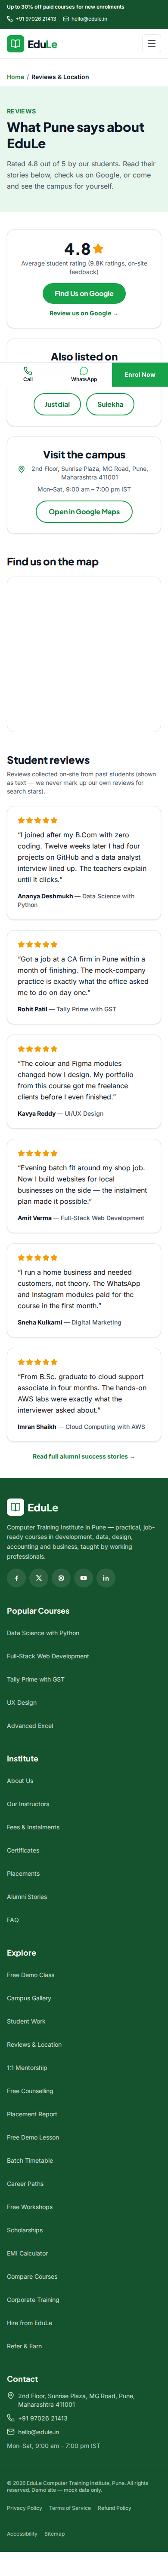 Up to 30% off paid courses for new enrolments
+91 97026 21413 hello@edule.in
EduLe
Home / Reviews & Location
REVIEWS
What Pune says about
EduLe
Rated 4.8 out of 5 by our students. Read their
stories below, check us on Google, or come
and see the campus for yourself.
4.8
Average student rating (9.8K ratings, on-site
feedback)
Find Us on Google
Review us on Google →
Also listed on
Call WhatsApp Enrol Now
Justdial Sulekha
Visit the campus
2nd Floor, Sunrise Plaza, MG Road, Pune,
Maharashtra 411001
Mon–Sat, 9:00 am – 7:00 pm IST
Open in Google Maps
Find us on the map
Student reviews
Reviews collected on-site from past students (shown
as text — we never mark up our own reviews for
search stars).
“I joined after my B.Com with zero
coding. Twelve weeks later I had four
projects on GitHub and a data analyst
interview lined up. The teachers explain
until it clicks.”
Ananya Deshmukh — Data Science with
Python
“Got a job at a CA firm in Pune within a
month of finishing. The mock-company
practice is exactly what the office asked
me to do on day one.”
Rohit Patil — Tally Prime with GST
“The colour and Figma modules
changed how I design. My portfolio
from this course got me freelance
clients before I even finished.”
Kavya Reddy — UI/UX Design
“Evening batch fit around my shop job.
Now I build websites for local
businesses on the side — the instalment
plan made it possible.”
Amit Verma — Full-Stack Web Development
“I run a home business and needed
customers, not theory. The WhatsApp
and Instagram modules paid for the
course in the first month.”
Sneha Kulkarni — Digital Marketing
“From B.Sc. graduate to cloud support
associate in four months. The hands-on
AWS labs were exactly what the
interviewer asked about.”
Imran Shaikh — Cloud Computing with AWS
Read full alumni success stories →
EduLe
Computer Training Institute in Pune — practical, job-
ready courses in development, data, design,
accounting and business, taught by working
professionals.
Popular Courses
Data Science with Python
Full-Stack Web Development
Tally Prime with GST
UX Design
Advanced Excel
Institute
About Us
Our Instructors
Fees & Instalments
Certificates
Placements
Alumni Stories
FAQ
Explore
Free Demo Class
Campus Gallery
Student Work
Reviews & Location
1:1 Mentorship
Free Counselling
Placement Report
Free Demo Lesson
Batch Timetable
Career Paths
Free Workshops
Scholarships
EMI Calculator
Compare Courses
Corporate Training
Hire from EduLe
Refer & Earn
Contact
2nd Floor, Sunrise Plaza, MG Road, Pune,
Maharashtra 411001
+91 97026 21413
hello@edule.in
Mon–Sat, 9:00 am – 7:00 pm IST
© 2026 EduLe Computer Training Institute, Pune. All rights
reserved. Demo site — mock data only.
Privacy Policy Terms of Service Refund Policy
Accessibility Sitemap